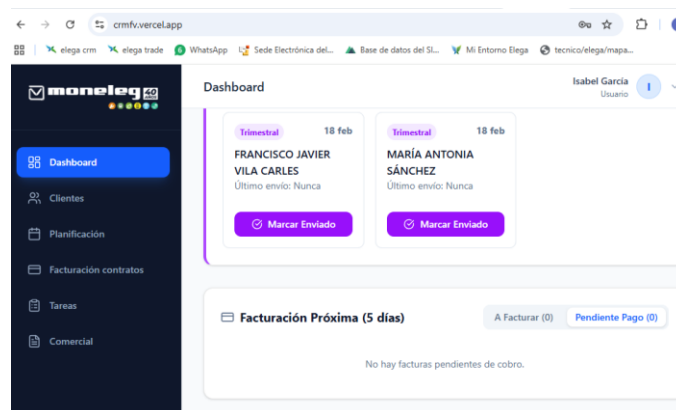 crmfv.vercel.app
elega crm
elega trade
WhatsApp
Sede Electrónica del...
Base de datos del SI...
Mi Entorno Elega
tecnico/elega/mapa...
moneleg 40
AÑOS
Dashboard
Isabel García
Usuario
I
Dashboard
Clientes
Planificación
Facturación contratos
Tareas
Comercial
Trimestral 18 feb
FRANCISCO JAVIER
VILA CARLES
Último envío: Nunca
Marcar Enviado
Trimestral 18 feb
MARÍA ANTONIA
SÁNCHEZ
Último envío: Nunca
Marcar Enviado
Facturación Próxima (5 días)
A Facturar (0)
Pendiente Pago (0)
No hay facturas pendientes de cobro.